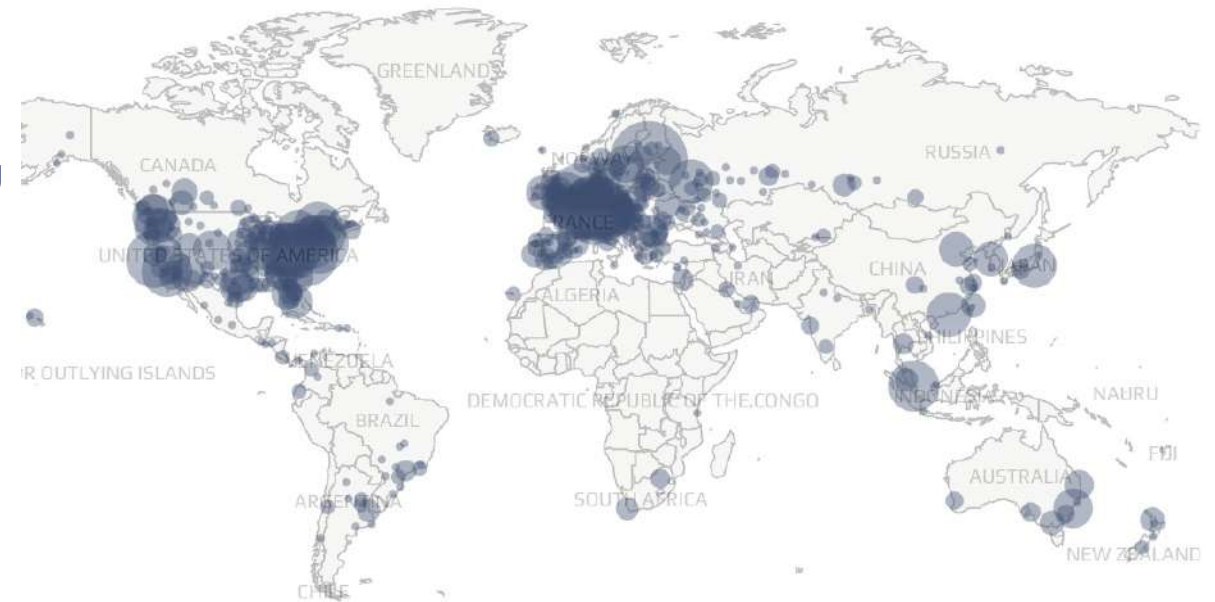 GREENLAND
CANADA
NORWAY
RUSSIA
FRANCE
UNITED STATES OF AMERICA
CHINA
JAPAN
IRAN
ALGERIA
PHILIPPINES
VENEZUELA
R OUTLYING ISLANDS
DEMOCRATIC REPUBLIC OF THE CONGO
INDONESIA
NAURU
BRAZIL
FIJI
AUSTRALIA
ARGENTINA
SOUTH AFRICA
NEW ZEALAND
CHILE